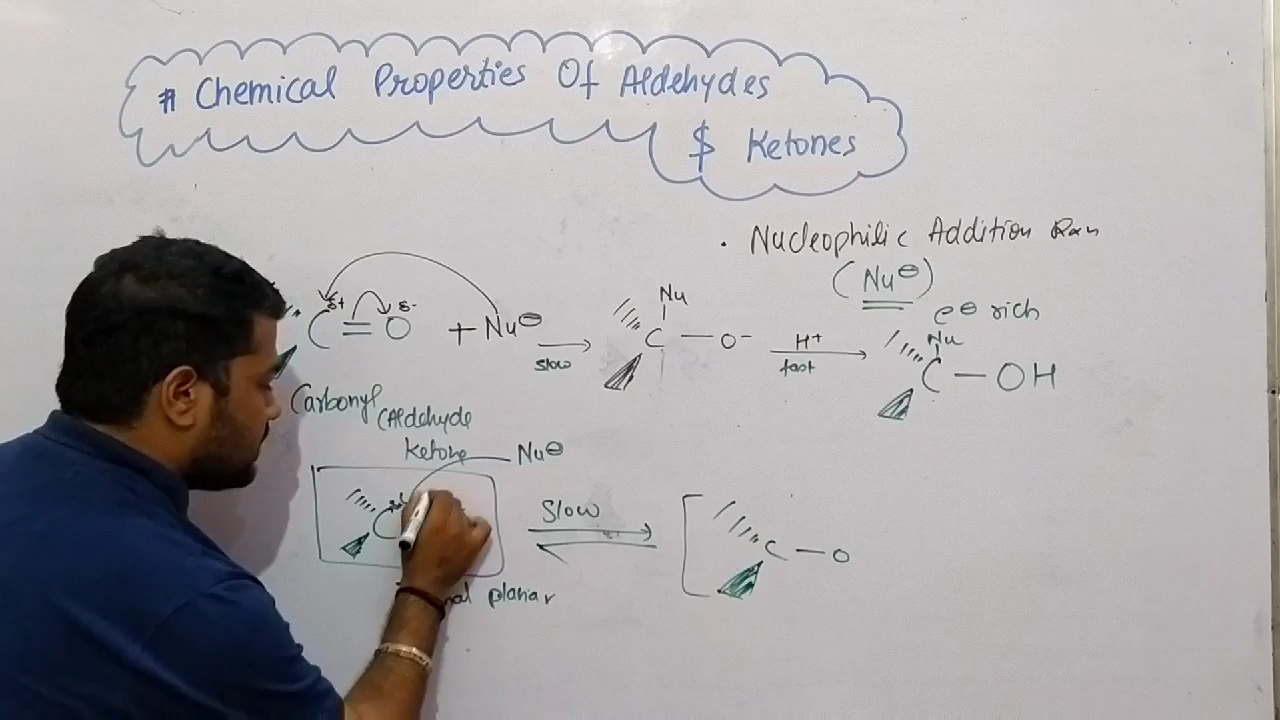 # Chemical Properties Of Aldehydes
$ Ketones
. Nucleophilic Addition Rxn
(Nu⊖)
e⊖ rich
C δ+ = O δ- + Nu⊖
slow
Nu
C — O-
H+
fast
Nu
C — OH
Carbonyl
(Aldehyde
Ketone
Nu⊖
C
planar
Slow
C — O